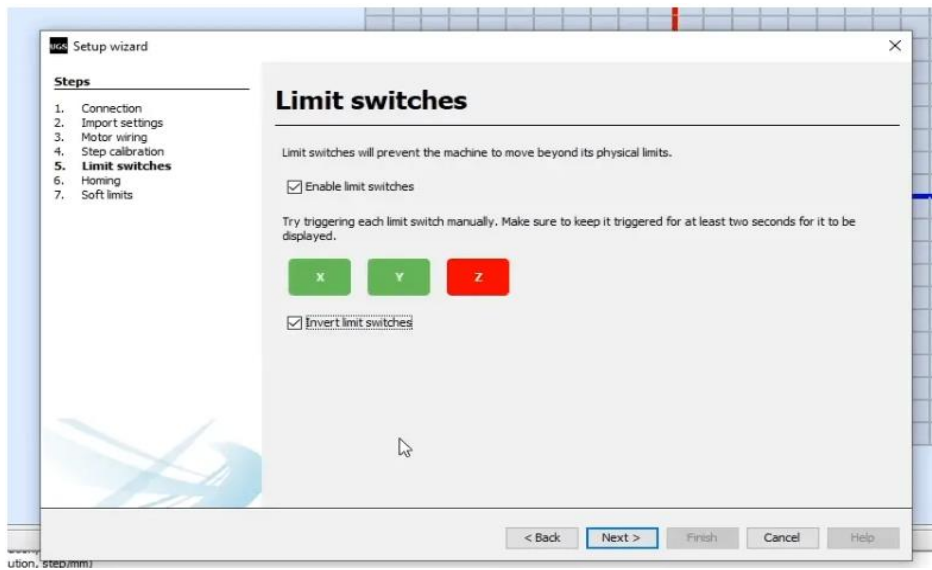 UGS Setup wizard
Steps
1. Connection
2. Import settings
3. Motor wiring
4. Step calibration
5. Limit switches
6. Homing
7. Soft limits
Limit switches
Limit switches will prevent the machine to move beyond its physical limits.
Enable limit switches
Try triggering each limit switch manually. Make sure to keep it triggered for at least two seconds for it to be
displayed.
X Y Z
Invert limit switches
< Back Next > Finish Cancel Help
ution, step/mm)